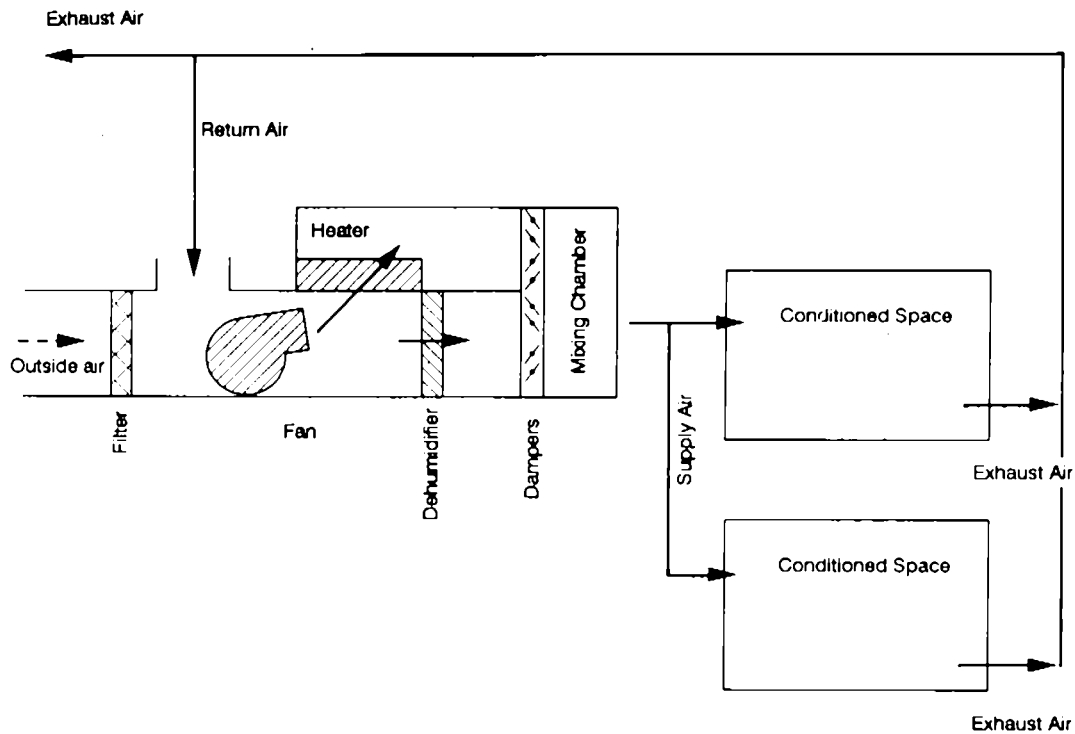 Exhaust Air
Return Air
Heater
Outside air
Filter
Fan
Dehumidifier
Dampers
Mixing Chamber
Supply Air
Conditioned Space
Exhaust Air
Conditioned Space
Exhaust Air